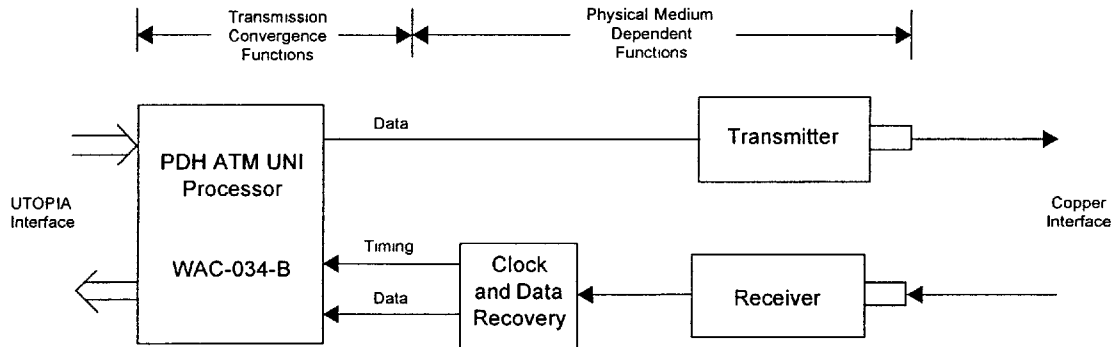 Transmission
Convergence
Functions
Physical Medium
Dependent
Functions
Data
Transmitter
PDH ATM UNI
Processor
UTOPIA
Interface
Copper
Interface
WAC-034-B
Timing
Data
Clock
and Data
Recovery
Receiver